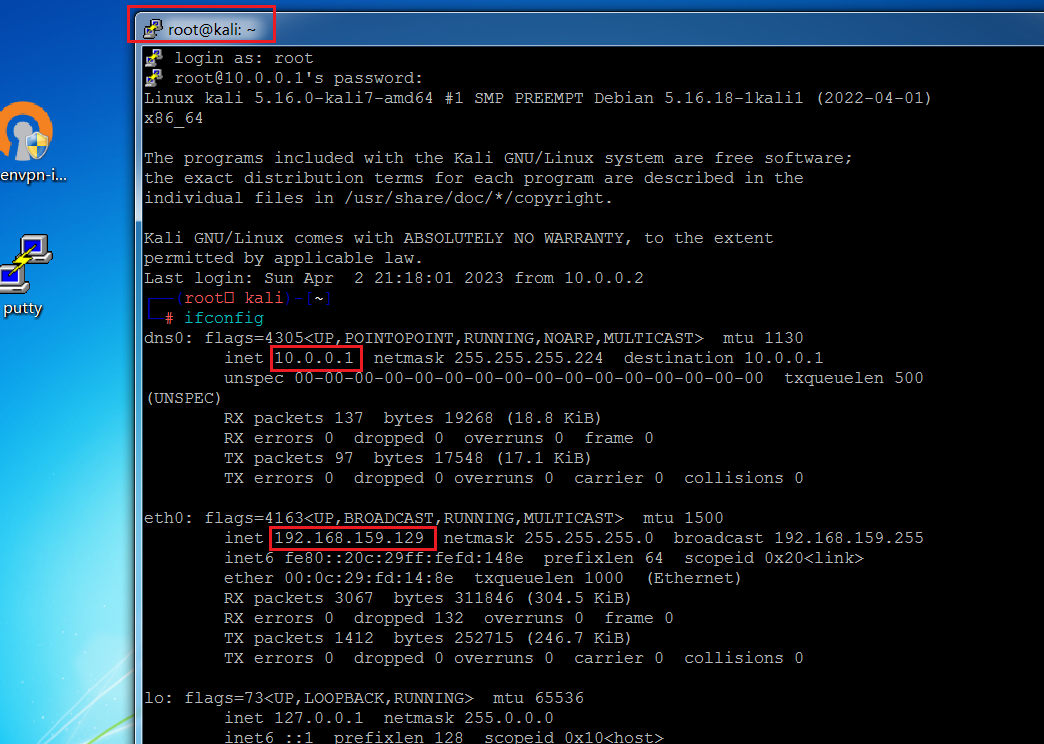 root@kali: ~
login as: root
root@10.0.0.1's password:
Linux kali 5.16.0-kali7-amd64 #1 SMP PREEMPT Debian 5.16.18-1kali1 (2022-04-01)
x86_64
The programs included with the Kali GNU/Linux system are free software;
the exact distribution terms for each program are described in the
individual files in /usr/share/doc/*/copyright.
Kali GNU/Linux comes with ABSOLUTELY NO WARRANTY, to the extent
permitted by applicable law.
Last login: Sun Apr  2 21:18:01 2023 from 10.0.0.2
┌──(root□ kali)-[~]
└─# ifconfig
dns0: flags=4305<UP,POINTOPOINT,RUNNING,NOARP,MULTICAST>  mtu 1130
inet 10.0.0.1  netmask 255.255.255.224  destination 10.0.0.1
unspec 00-00-00-00-00-00-00-00-00-00-00-00-00-00-00-00  txqueuelen 500
(UNSPEC)
RX packets 137  bytes 19268 (18.8 KiB)
RX errors 0  dropped 0  overruns 0  frame 0
TX packets 97  bytes 17548 (17.1 KiB)
TX errors 0  dropped 0 overruns 0  carrier 0  collisions 0
eth0: flags=4163<UP,BROADCAST,RUNNING,MULTICAST>  mtu 1500
inet 192.168.159.129  netmask 255.255.255.0  broadcast 192.168.159.255
inet6 fe80::20c:29ff:fefd:148e  prefixlen 64  scopeid 0x20<link>
ether 00:0c:29:fd:14:8e  txqueuelen 1000  (Ethernet)
RX packets 3067  bytes 311846 (304.5 KiB)
RX errors 0  dropped 132  overruns 0  frame 0
TX packets 1412  bytes 252715 (246.7 KiB)
TX errors 0  dropped 0 overruns 0  carrier 0  collisions 0
lo: flags=73<UP,LOOPBACK,RUNNING>  mtu 65536
inet 127.0.0.1  netmask 255.0.0.0
inet6 ::1  prefixlen 128  scopeid 0x10<host>
envpn-i...
putty